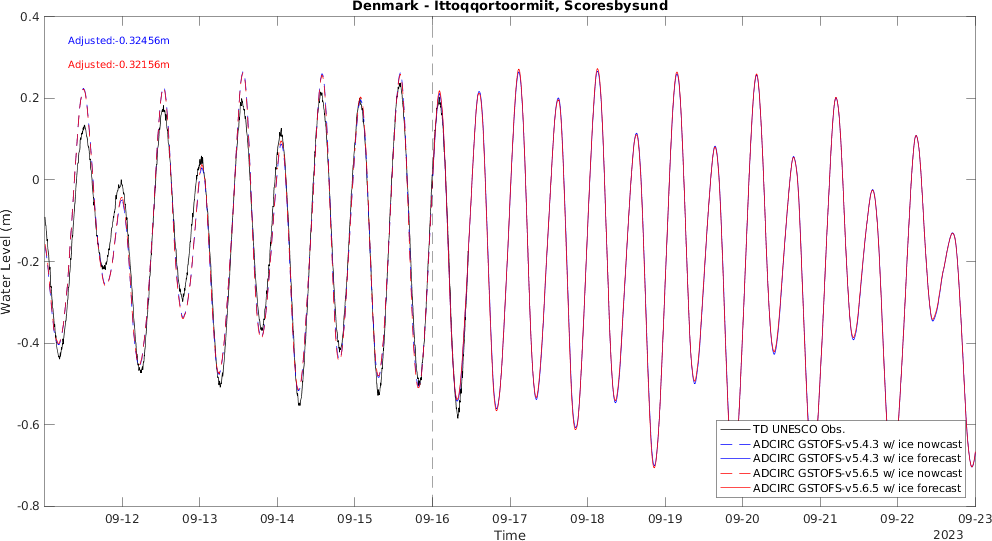 Denmark - Ittoqqortoormiit, Scoresbysund
0.4
0.2
0
-0.2
-0.4
-0.6
-0.8
Water Level (m)
Adjusted:-0.32456m
Adjusted:-0.32156m
TD UNESCO Obs.
ADCIRC GSTOFS-v5.4.3 w/ ice nowcast
ADCIRC GSTOFS-v5.4.3 w/ ice forecast
ADCIRC GSTOFS-v5.6.5 w/ ice nowcast
ADCIRC GSTOFS-v5.6.5 w/ ice forecast
09-12 09-13 09-14 09-15 09-16 09-17 09-18 09-19 09-20 09-21 09-22 09-23
Time
2023